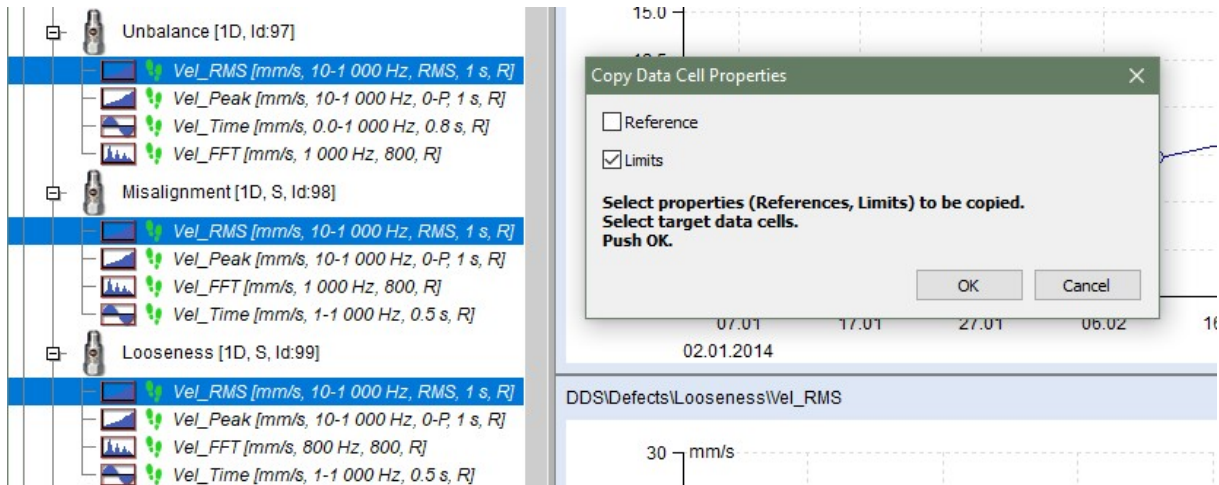 Unbalance [1D, Id:97]
Vel_RMS [mm/s, 10-1 000 Hz, RMS, 1 s, R]
Vel_Peak [mm/s, 10-1 000 Hz, 0-P, 1 s, R]
Vel_Time [mm/s, 0.0-1 000 Hz, 0.8 s, R]
Vel_FFT [mm/s, 1 000 Hz, 800, R]
Misalignment [1D, S, Id:98]
Vel_RMS [mm/s, 10-1 000 Hz, RMS, 1 s, R]
Vel_Peak [mm/s, 10-1 000 Hz, 0-P, 1 s, R]
Vel_FFT [mm/s, 1 000 Hz, 800, R]
Vel_Time [mm/s, 1-1 000 Hz, 0.5 s, R]
Looseness [1D, S, Id:99]
Vel_RMS [mm/s, 10-1 000 Hz, RMS, 1 s, R]
Vel_Peak [mm/s, 10-1 000 Hz, 0-P, 1 s, R]
Vel_FFT [mm/s, 800 Hz, 800, R]
Vel_Time [mm/s, 1-1 000 Hz, 0.5 s, R]
15.0
Copy Data Cell Properties
Reference
Limits
Select properties (References, Limits) to be copied.
Select target data cells.
Push OK.
OK Cancel
07.01 17.01 27.01 06.02
02.01.2014
DDS\Defects\Looseness\Vel_RMS
30 mm/s